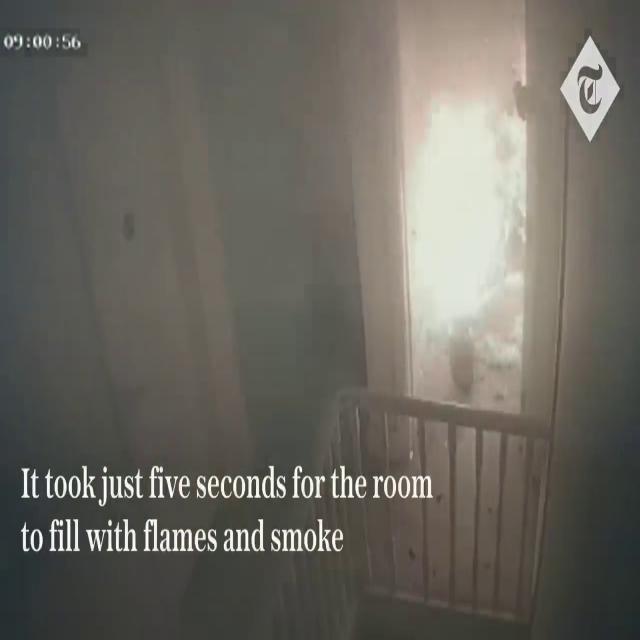 09:00:56
T
It took just five seconds for the room
to fill with flames and smoke